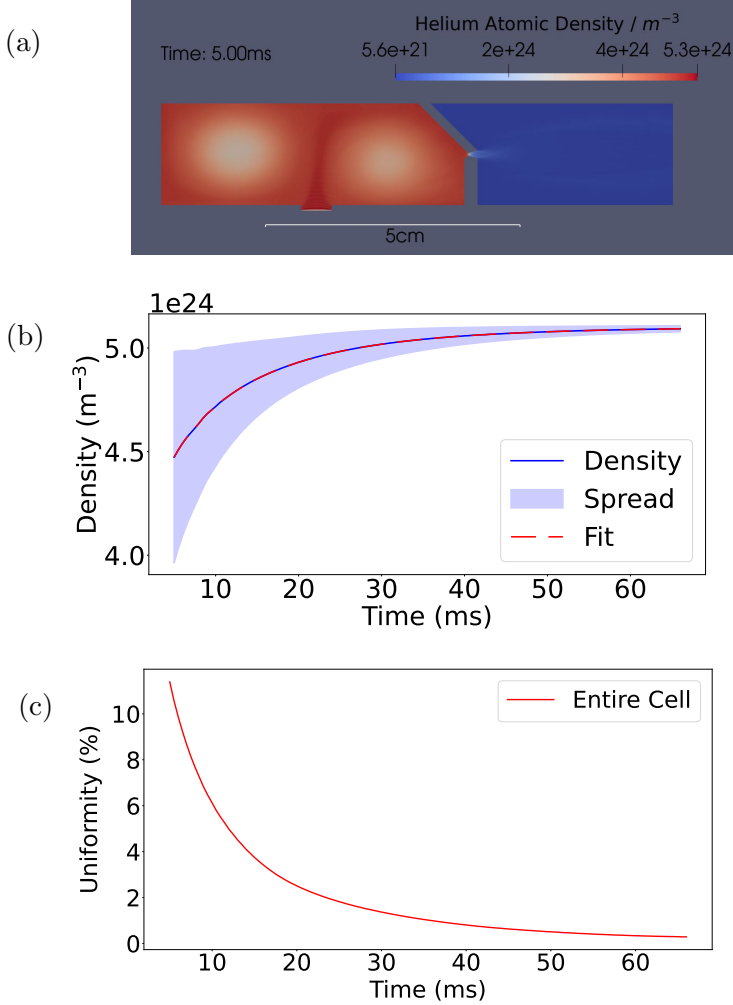 (a)
Helium Atomic Density / $m^{-3}$
Time: 5.00ms
5.6e+21 2e+24 4e+24 5.3e+24
5cm
(b)
1e24
5.0
4.5
4.0
Density (m⁻³)
Density
Spread
Fit
10 20 30 40 50 60
Time (ms)
(c)
10
8
6
4
2
0
Uniformity (%)
Entire Cell
10 20 30 40 50 60
Time (ms)